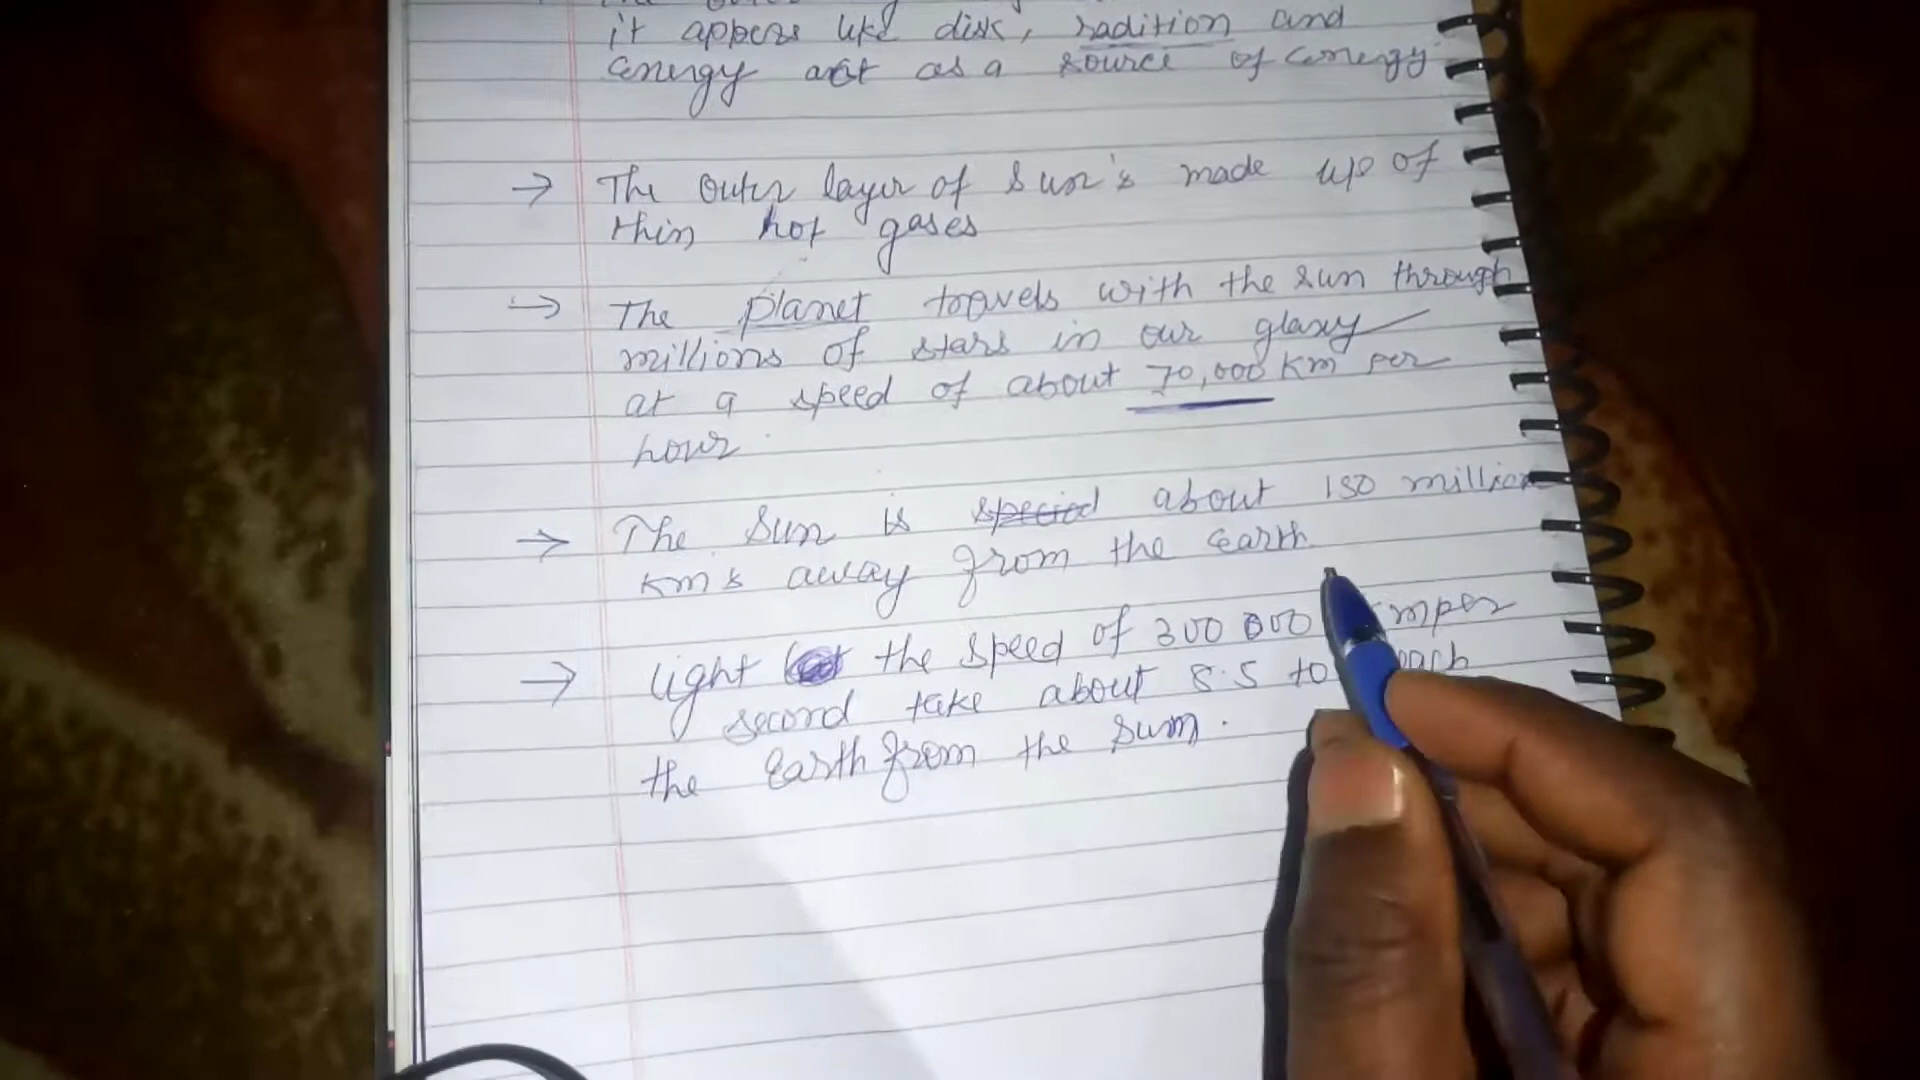 it appers like disk, radition and
energy act as a source of energy
→ The outer layer of Sun's made up of
thin hot gases
→ The planet travels with the sun through
millions of stars in our glaxy
at a speed of about 70,000 Km per
hour.
→ The Sun is about 150 million
Km s away from the earth.
→ light the speed of 300 000 per
second take about 8.5 to
the Earth from the Sum.